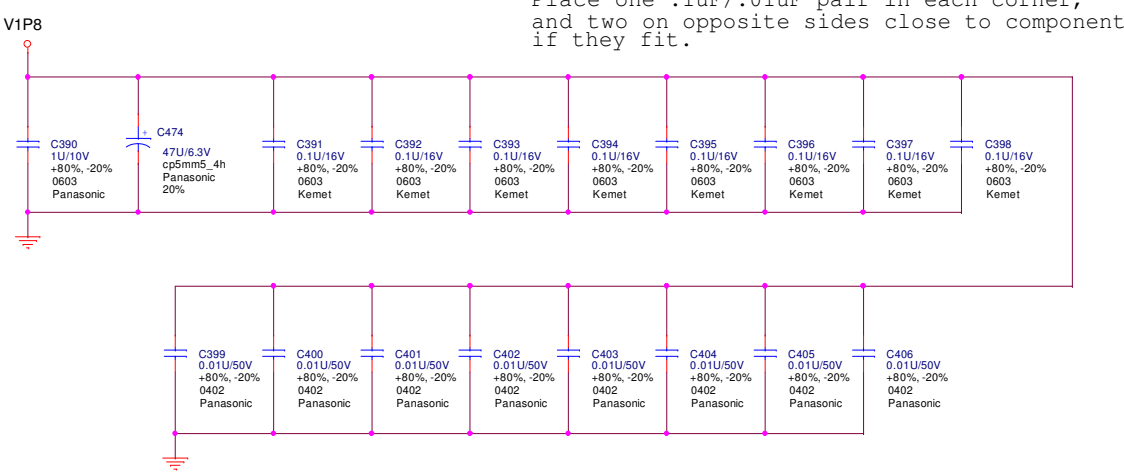 Place one .1uF/.01uF pair in each corner,
and two on opposite sides close to component
if they fit.
V1P8
C390
1U/10V
+80%, -20%
0603
Panasonic
+
C474
47U/6.3V
cp5mm5_4h
Panasonic
20%
C391
0.1U/16V
+80%, -20%
0603
Kemet
C392
0.1U/16V
+80%, -20%
0603
Kemet
C393
0.1U/16V
+80%, -20%
0603
Kemet
C394
0.1U/16V
+80%, -20%
0603
Kemet
C395
0.1U/16V
+80%, -20%
0603
Kemet
C396
0.1U/16V
+80%, -20%
0603
Kemet
C397
0.1U/16V
+80%, -20%
0603
Kemet
C398
0.1U/16V
+80%, -20%
0603
Kemet
C399
0.01U/50V
+80%, -20%
0402
Panasonic
C400
0.01U/50V
+80%, -20%
0402
Panasonic
C401
0.01U/50V
+80%, -20%
0402
Panasonic
C402
0.01U/50V
+80%, -20%
0402
Panasonic
C403
0.01U/50V
+80%, -20%
0402
Panasonic
C404
0.01U/50V
+80%, -20%
0402
Panasonic
C405
0.01U/50V
+80%, -20%
0402
Panasonic
C406
0.01U/50V
+80%, -20%
0402
Panasonic